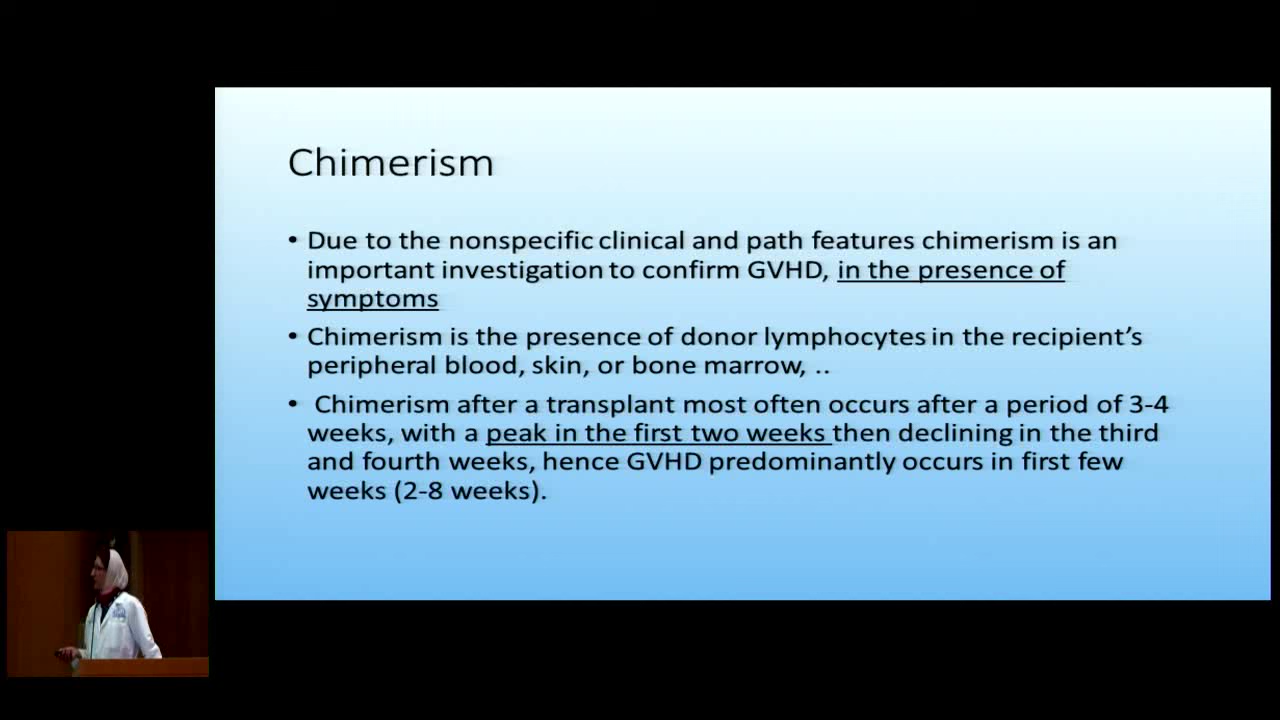 Chimerism
• Due to the nonspecific clinical and path features chimerism is an
important investigation to confirm GVHD, in the presence of
symptoms
• Chimerism is the presence of donor lymphocytes in the recipient’s
peripheral blood, skin, or bone marrow, ..
• Chimerism after a transplant most often occurs after a period of 3-4
weeks, with a peak in the first two weeks then declining in the third
and fourth weeks, hence GVHD predominantly occurs in first few
weeks (2-8 weeks).